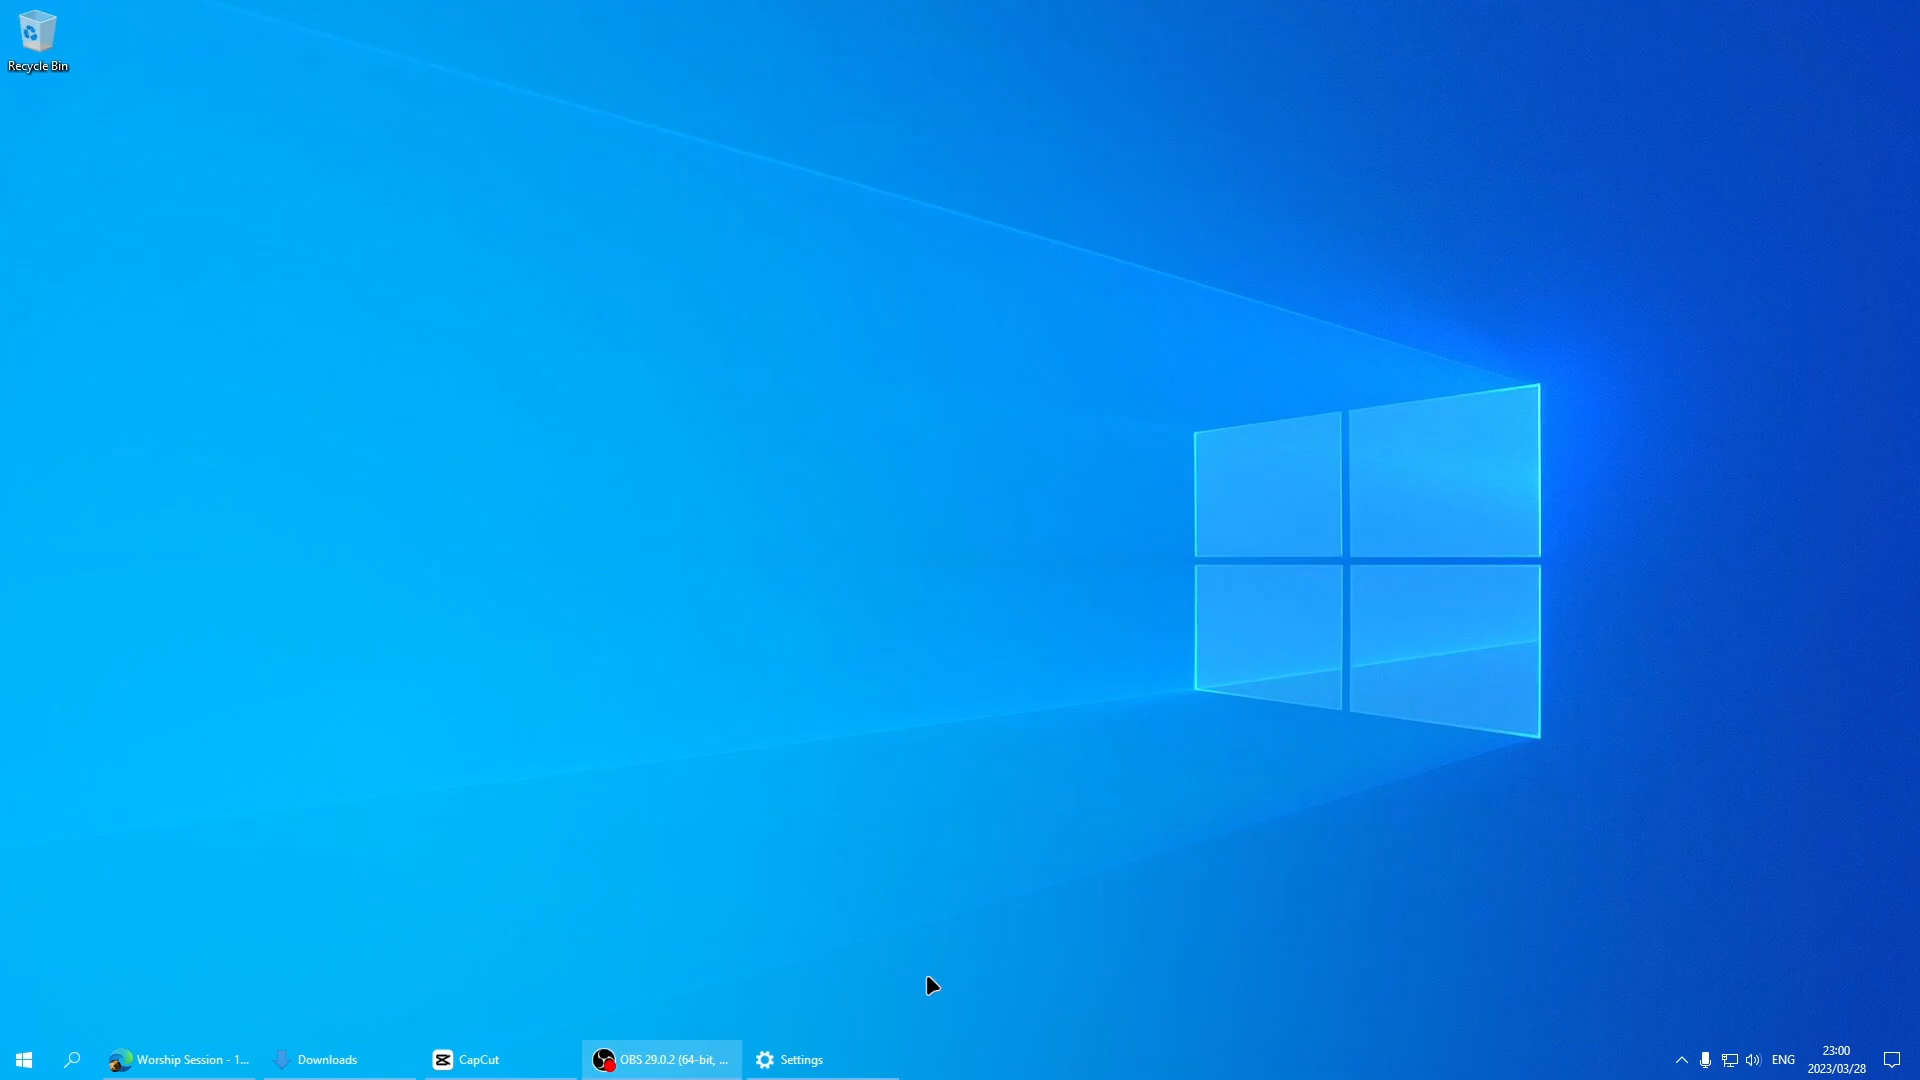 Recycle Bin
Worship Session - 1...
Downloads
CapCut
OBS 29.0.2 (64-bit, ...
Settings
ENG
23:00
2023/03/28